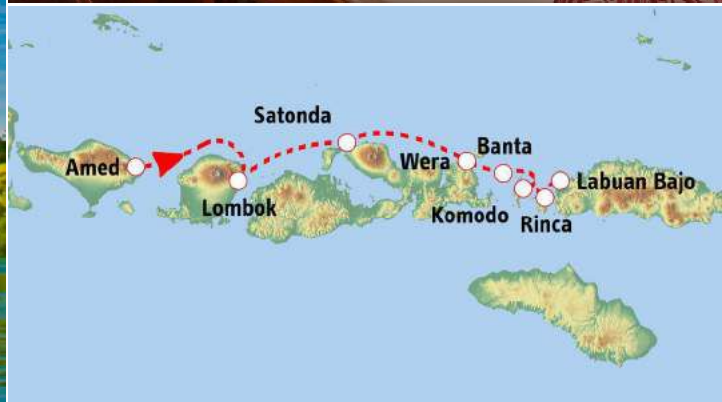 Satonda
Amed
Wera
Banta
Lombok
Komodo
Labuan Bajo
Rinca